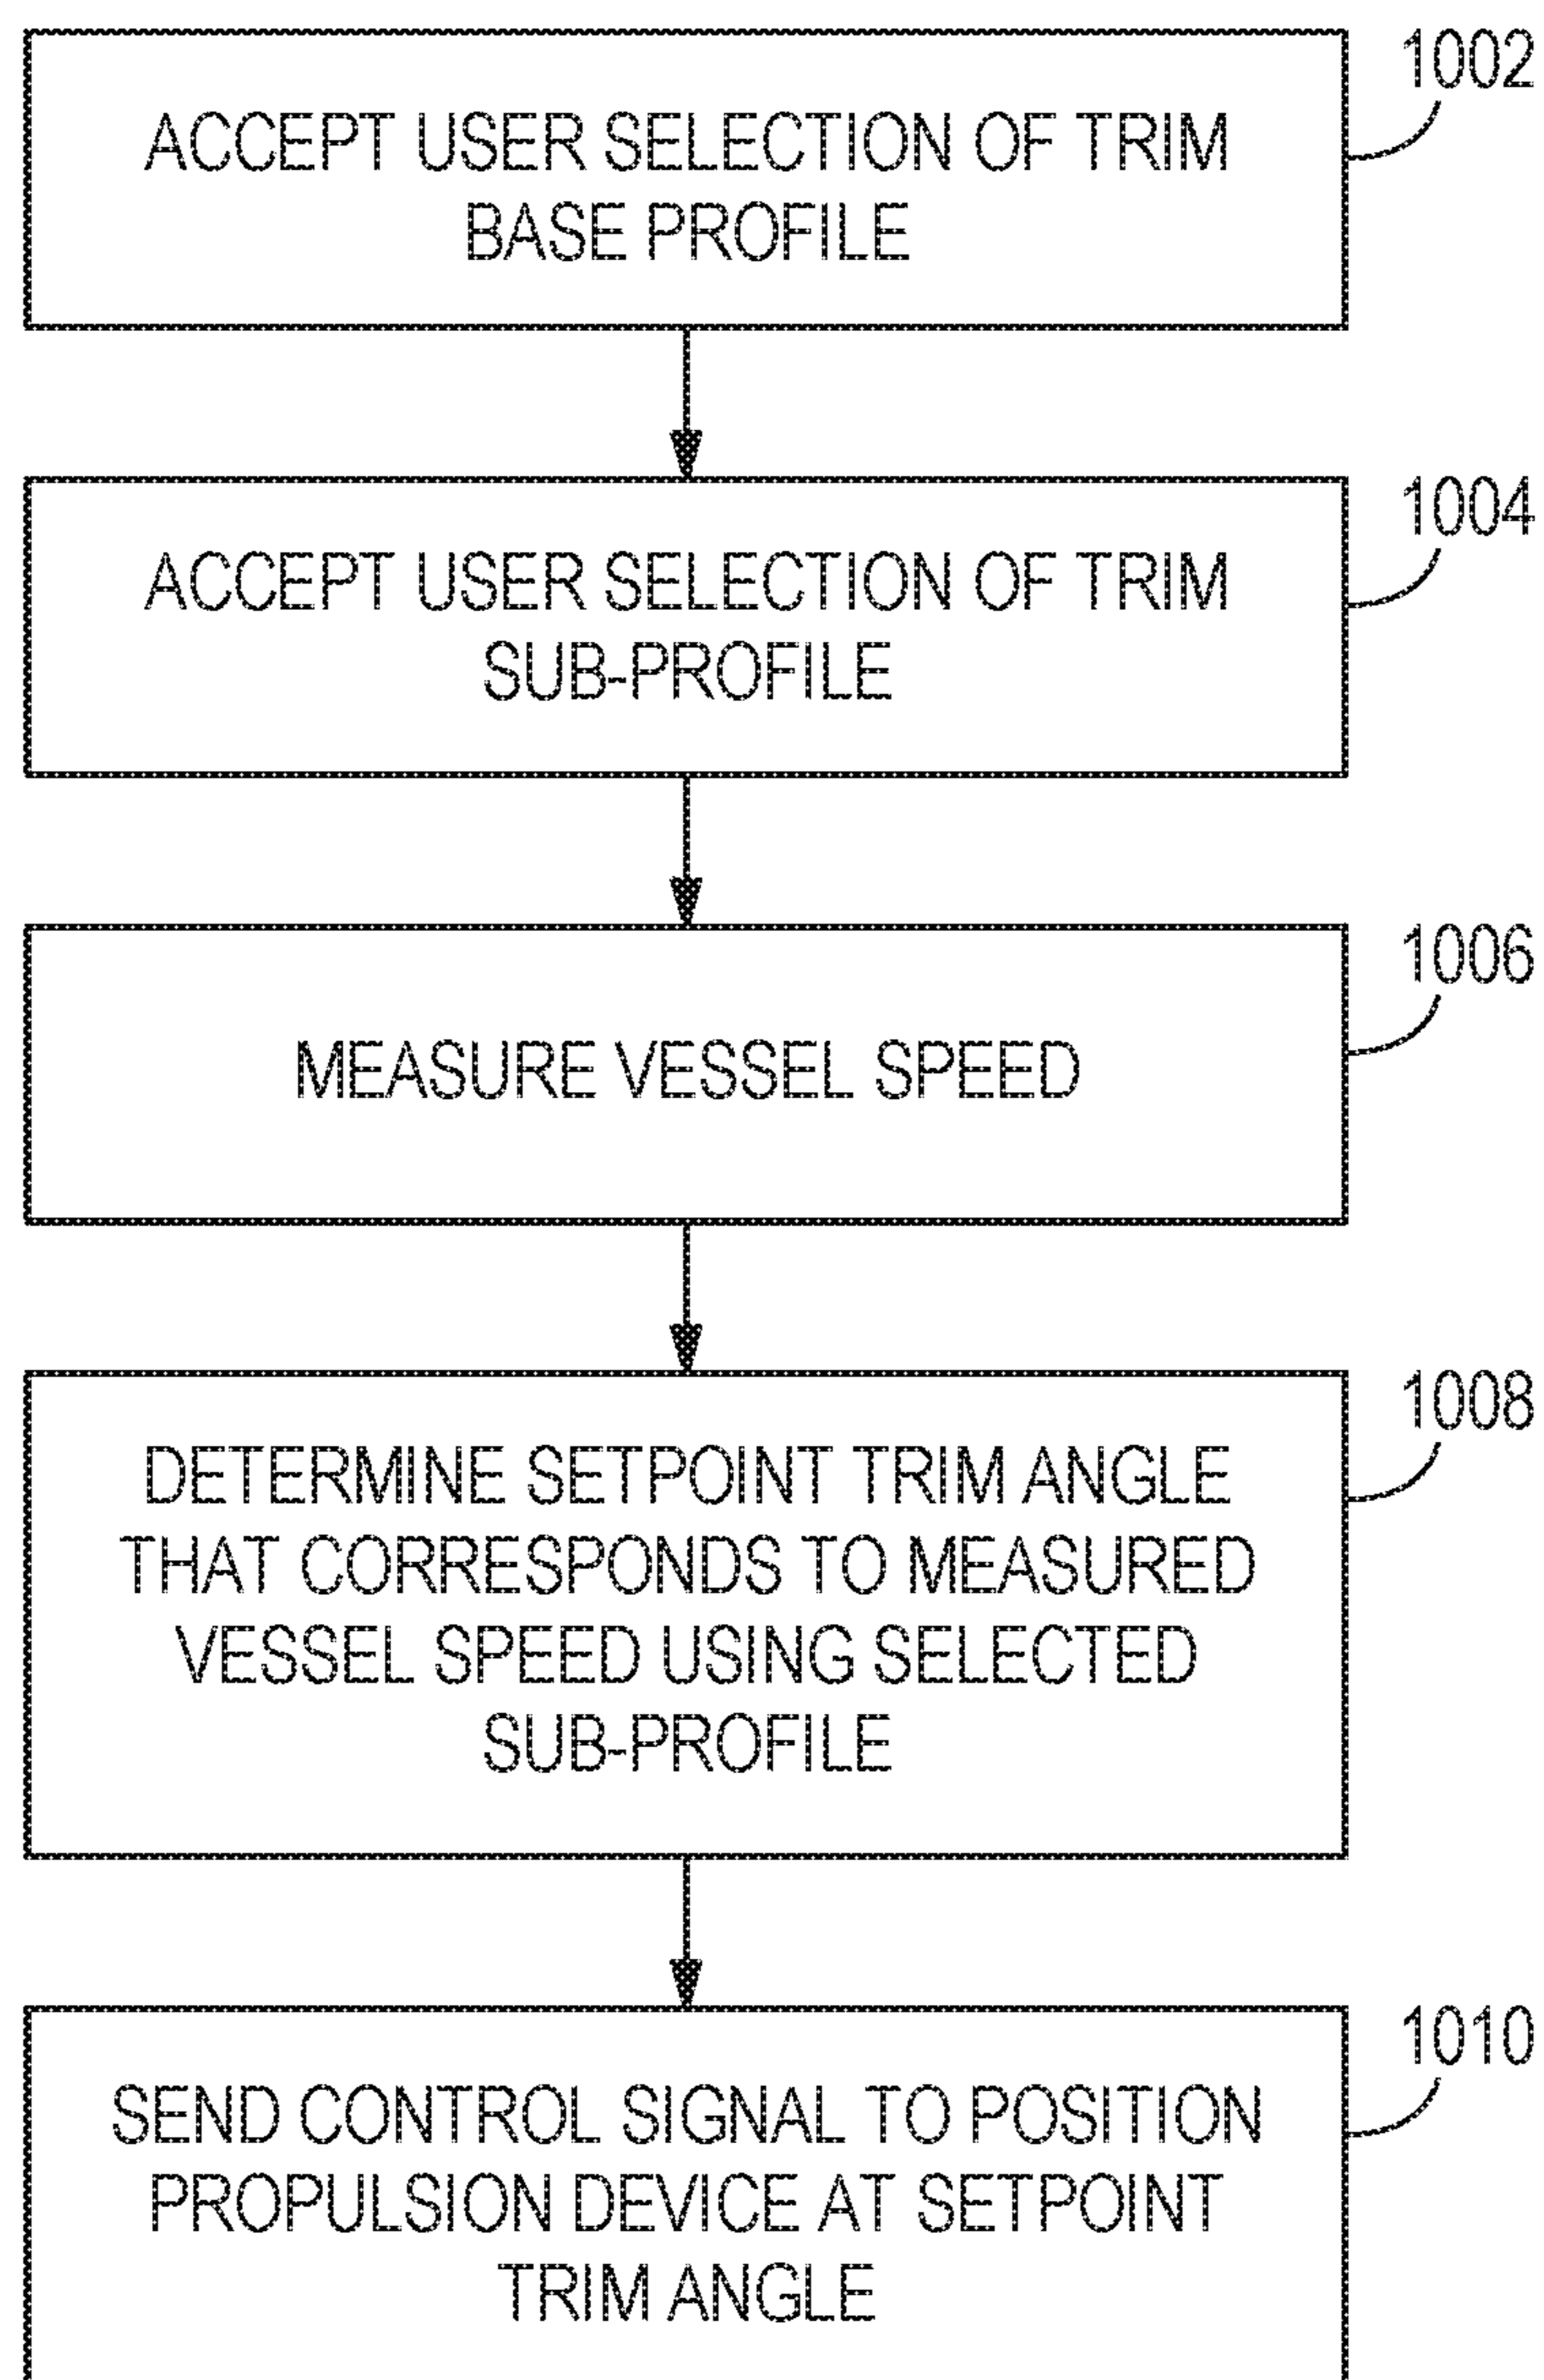 1002
ACCEPT USER SELECTION OF TRIM
BASE PROFILE
1004
ACCEPT USER SELECTION OF TRIM
SUB-PROFILE
1006
MEASURE VESSEL SPEED
1008
DETERMINE SETPOINT TRIM ANGLE
THAT CORRESPONDS TO MEASURED
VESSEL SPEED USING SELECTED
SUB-PROFILE
1010
SEND CONTROL SIGNAL TO POSITION
PROPULSION DEVICE AT SETPOINT
TRIM ANGLE